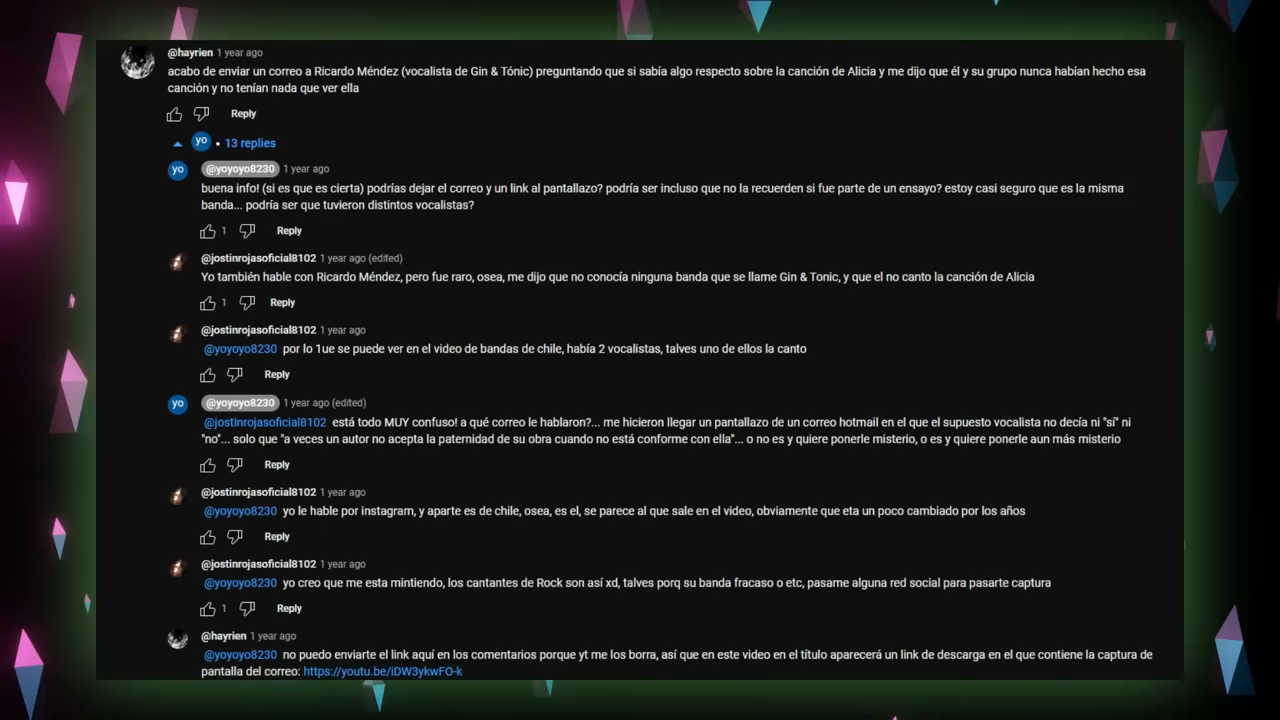 @hayrien 1 year ago
acabo de enviar un correo a Ricardo Méndez (vocalista de Gin & Tónic) preguntando que si sabía algo respecto sobre la canción de Alicia y me dijo que él y su grupo nunca habían hecho esa
canción y no tenían nada que ver ella
Reply
yo • 13 replies
yo @yoyoyo8230 1 year ago
buena info! (si es que es cierta) podrías dejar el correo y un link al pantallazo? podría ser incluso que no la recuerden si fue parte de un ensayo? estoy casi seguro que es la misma
banda... podría ser que tuvieron distintos vocalistas?
1 Reply
@jostinrojasoficial8102 1 year ago (edited)
Yo también hable con Ricardo Méndez, pero fue raro, osea, me dijo que no conocía ninguna banda que se llame Gin & Tonic, y que el no canto la canción de Alicia
1 Reply
@jostinrojasoficial8102 1 year ago
@yoyoyo8230 por lo 1ue se puede ver en el video de bandas de chile, había 2 vocalistas, talves uno de ellos la canto
Reply
yo @yoyoyo8230 1 year ago (edited)
@jostinrojasoficial8102 está todo MUY confuso! a qué correo le hablaron?... me hicieron llegar un pantallazo de un correo hotmail en el que el supuesto vocalista no decía ni "sí" ni
"no"... solo que "a veces un autor no acepta la paternidad de su obra cuando no está conforme con ella"... o no es y quiere ponerle misterio, o es y quiere ponerle aun más misterio
Reply
@jostinrojasoficial8102 1 year ago
@yoyoyo8230 yo le hable por instagram, y aparte es de chile, osea, es el, se parece al que sale en el video, obviamente que eta un poco cambiado por los años
Reply
@jostinrojasoficial8102 1 year ago
@yoyoyo8230 yo creo que me esta mintiendo, los cantantes de Rock son así xd, talves porq su banda fracaso o etc, pasame alguna red social para pasarte captura
1 Reply
@hayrien 1 year ago
@yoyoyo8230 no puedo enviarte el link aquí en los comentarios porque yt me los borra, así que en este video en el título aparecerá un link de descarga en el que contiene la captura de
pantalla del correo: https://youtu.be/iDW3ykwFO-k